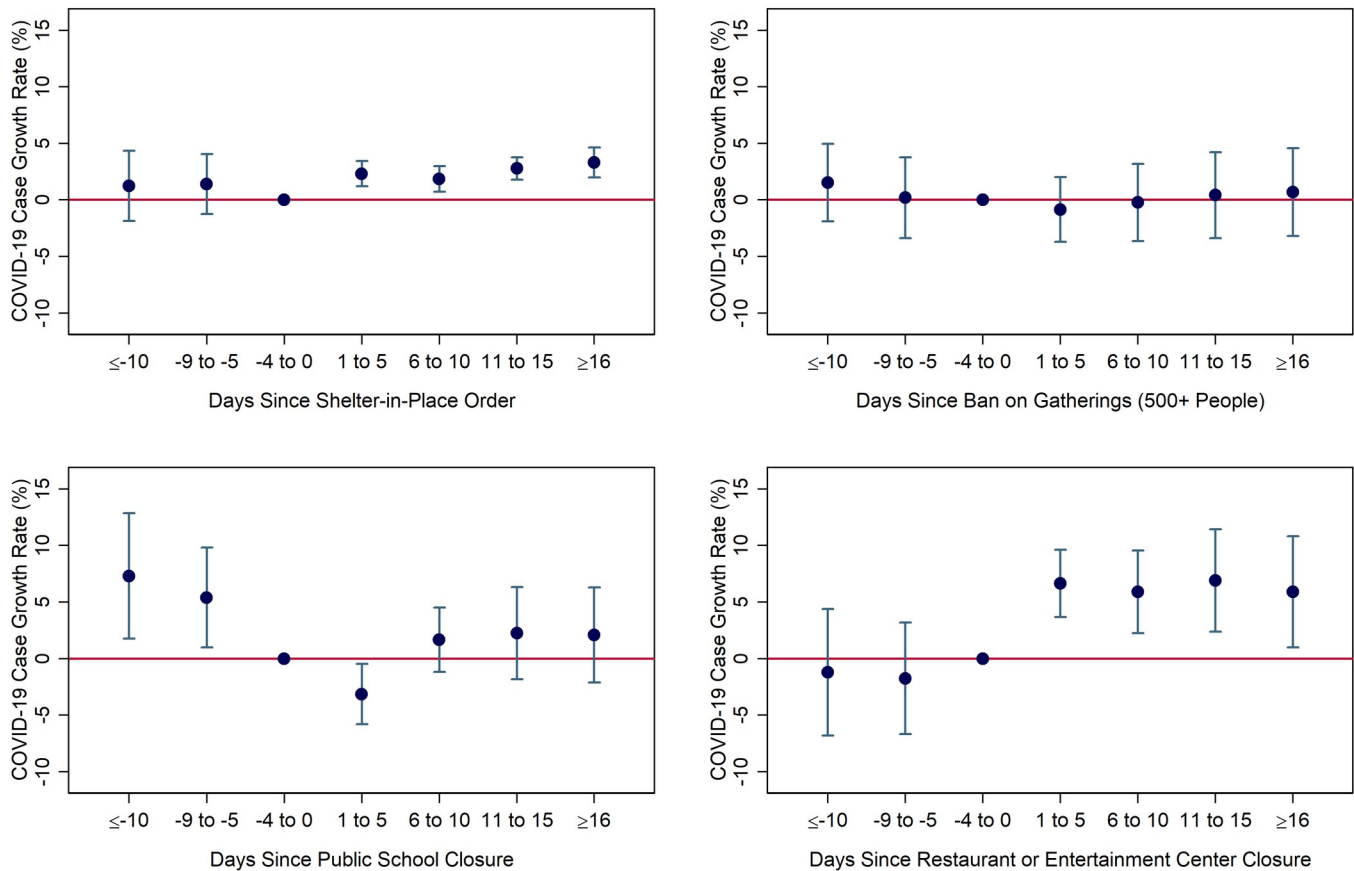 COVID-19 Case Growth Rate (%)
15
10
5
0
-5
-10
≤-10 -9 to -5 -4 to 0 1 to 5 6 to 10 11 to 15 ≥16
Days Since Shelter-in-Place Order
COVID-19 Case Growth Rate (%)
15
10
5
0
-5
-10
≤-10 -9 to -5 -4 to 0 1 to 5 6 to 10 11 to 15 ≥16
Days Since Ban on Gatherings (500+ People)
COVID-19 Case Growth Rate (%)
15
10
5
0
-5
-10
≤-10 -9 to -5 -4 to 0 1 to 5 6 to 10 11 to 15 ≥16
Days Since Public School Closure
COVID-19 Case Growth Rate (%)
15
10
5
0
-5
-10
≤-10 -9 to -5 -4 to 0 1 to 5 6 to 10 11 to 15 ≥16
Days Since Restaurant or Entertainment Center Closure